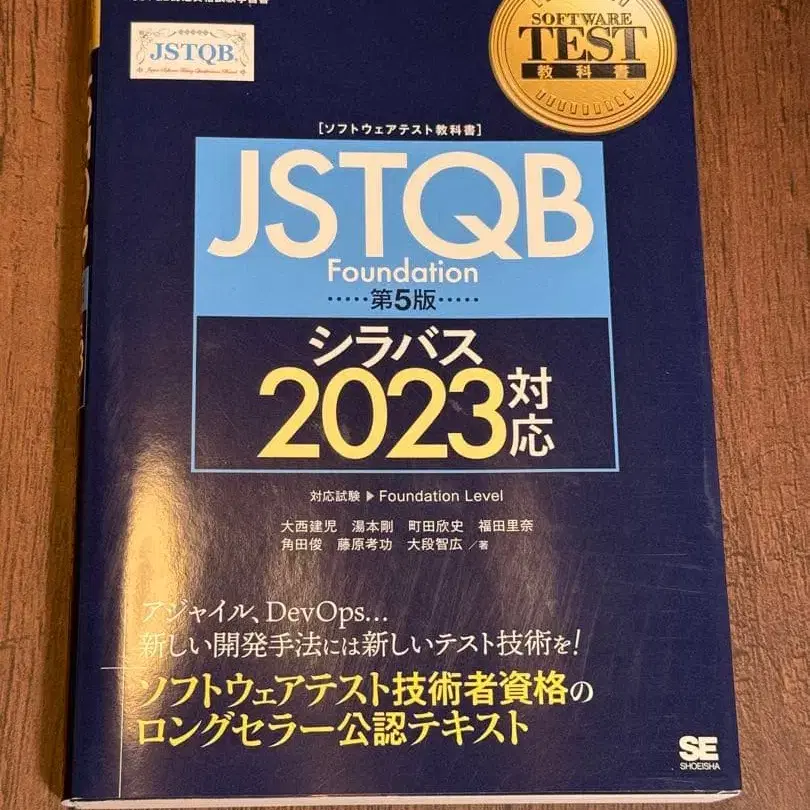 JSTQB
SOFTWARE
TEST
教科書
[ソフトウェアテスト教科書]
JSTQB
Foundation
……第5版……
シラバス
2023対応
対応試験▶Foundation Level
大西建児 湯本剛 町田欣史 福田里奈
角田俊 藤原考功 大段智広／著
アジャイル、DevOps…
新しい開発手法には新しいテスト技術を!
ソフトウェアテスト技術者資格の
ロングセラー公認テキスト
SE
SHOEISHA